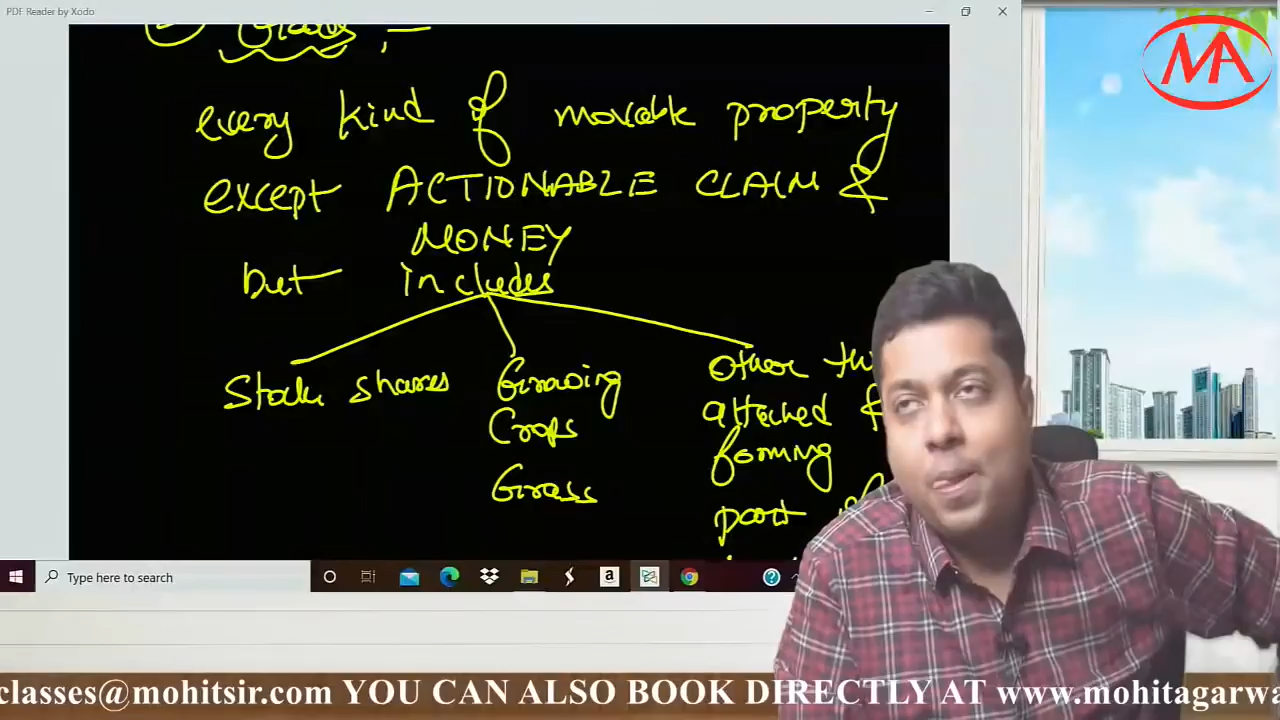 PDF Reader by Xodo
MA
Goods :-
every kind of movable property
except ACTIONABLE CLAIM &
MONEY
but includes
Stock shares
Growing
Crops
Grass
Other
attached &
forming
part of
Type here to search
classes@mohitsir.com YOU CAN ALSO BOOK DIRECTLY AT www.mohitagarwa